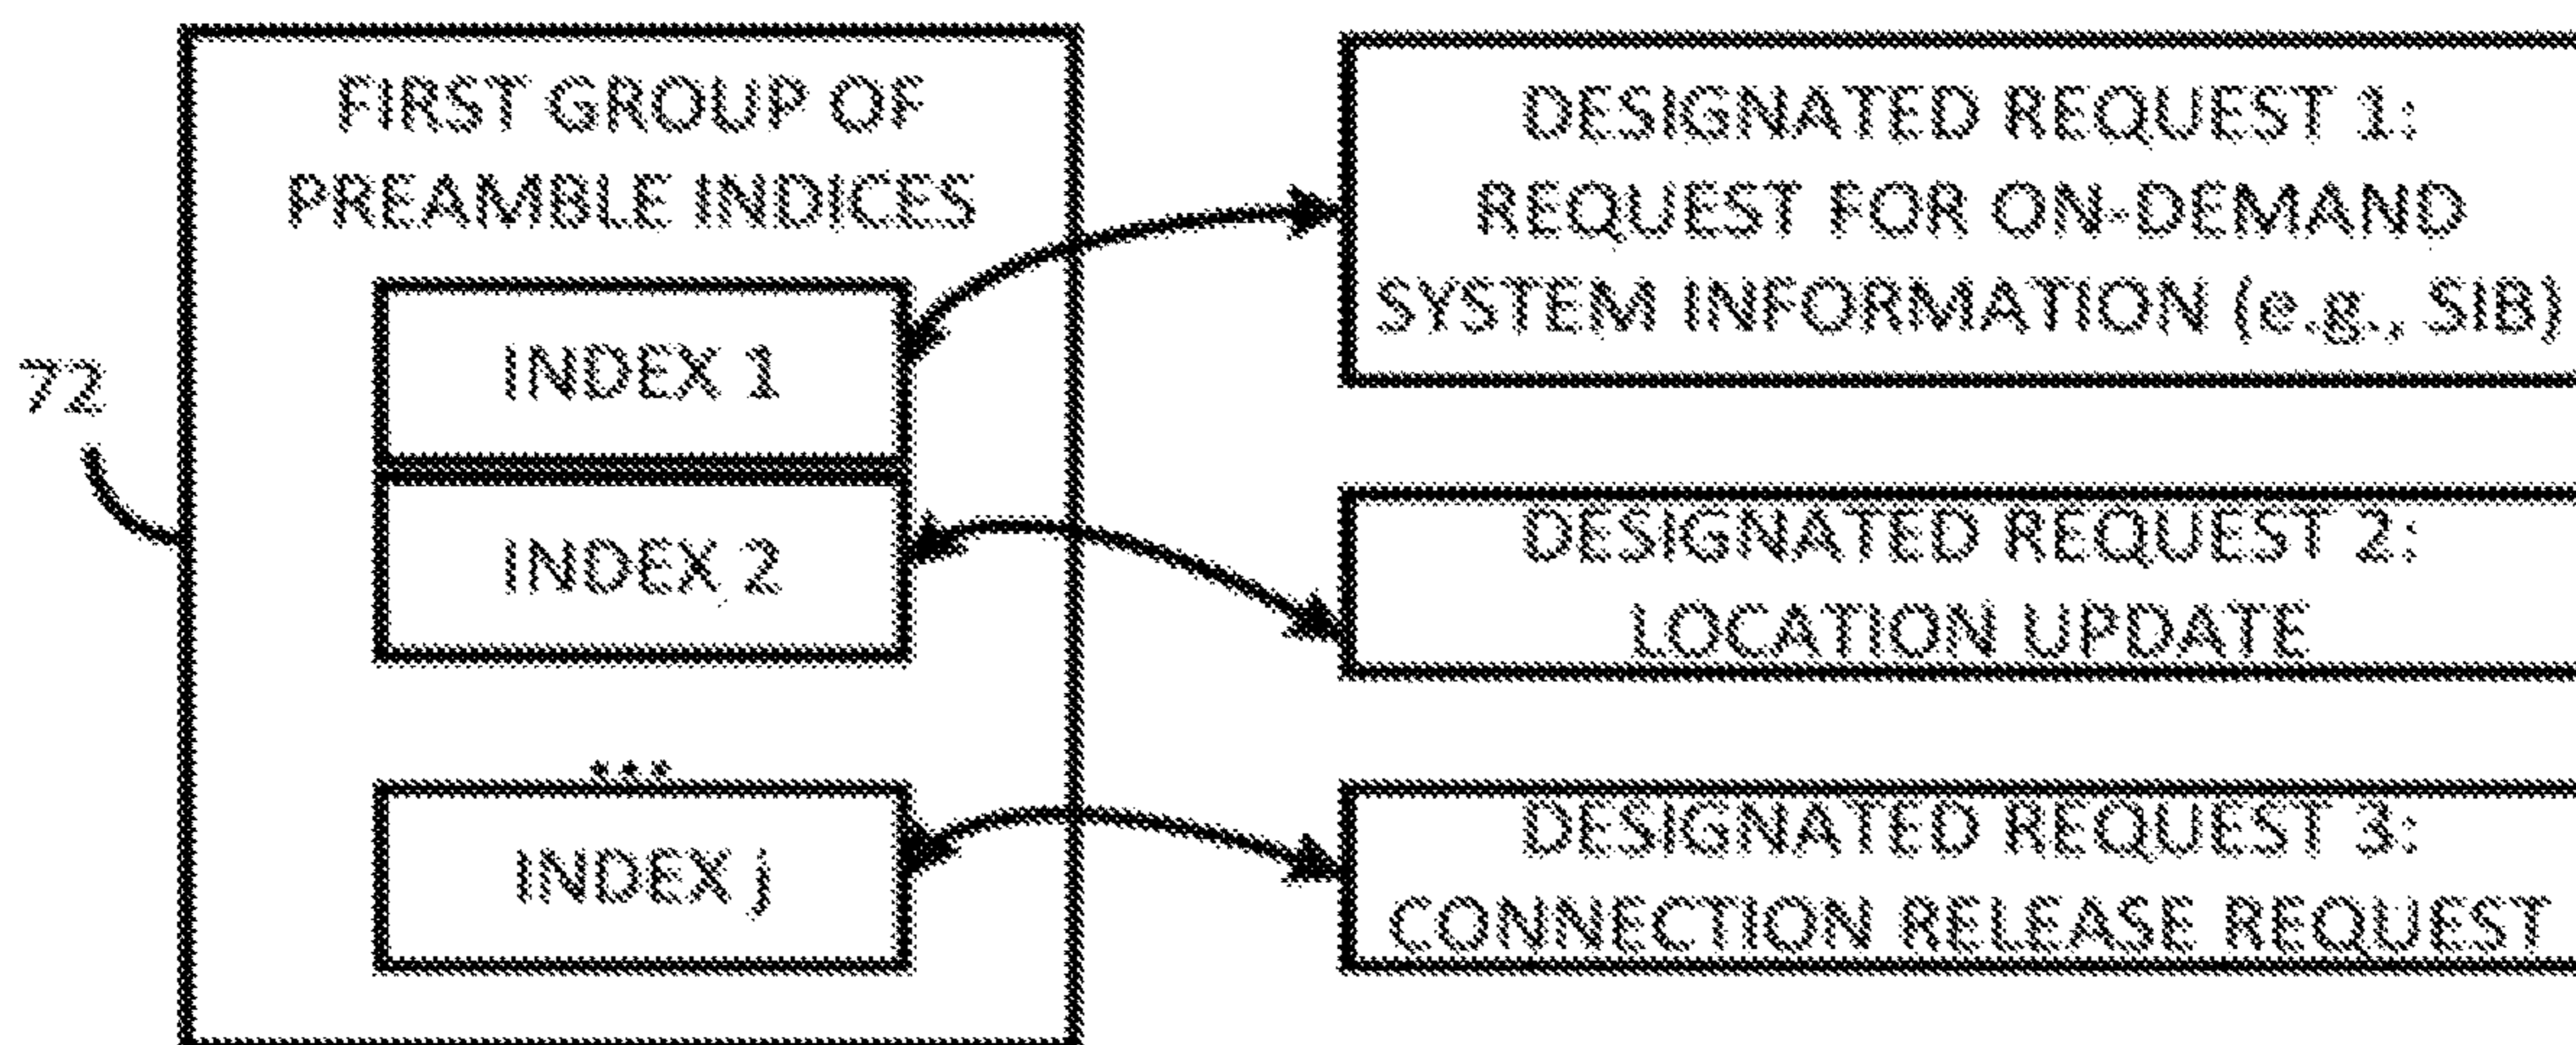 FIRST GROUP OF
PREAMBLE INDICES
INDEX 1
INDEX 2
...
INDEX j
72
DESIGNATED REQUEST 1:
REQUEST FOR ON-DEMAND
SYSTEM INFORMATION (e.g., SIB)
DESIGNATED REQUEST 2:
LOCATION UPDATE
DESIGNATED REQUEST 3:
CONNECTION RELEASE REQUEST